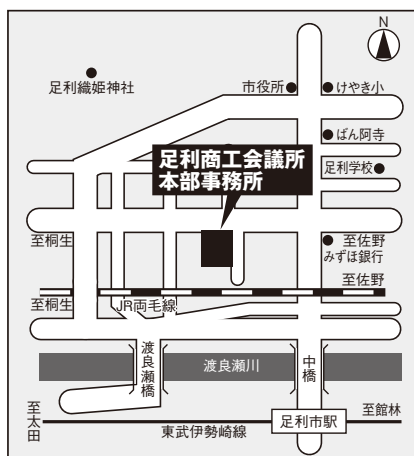 N
足利織姫神社
市役所
けやき小
ばん阿寺
足利商工会議所
本部事務所
足利学校
至桐生
至佐野
みずほ銀行
至佐野
至桐生
JR両毛線
渡良瀬橋
渡良瀬川
中橋
至太田
東武伊勢崎線
足利市駅
至館林